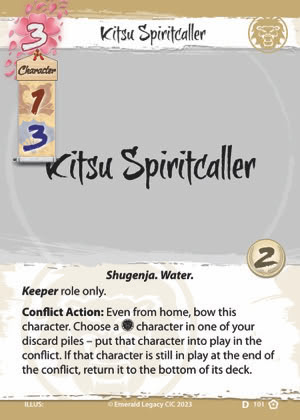 3
Kitsu Spiritcaller
Character
1
3
Kitsu Spiritcaller
2
Shugenja. Water.
Keeper role only.
Conflict Action: Even from home, bow this
character. Choose a character in one of your
discard piles – put that character into play in the
conflict. If that character is still in play at the end of
the conflict, return it to the bottom of its deck.
ILLUS:
© Emerald Legacy CIC 2023
D 101